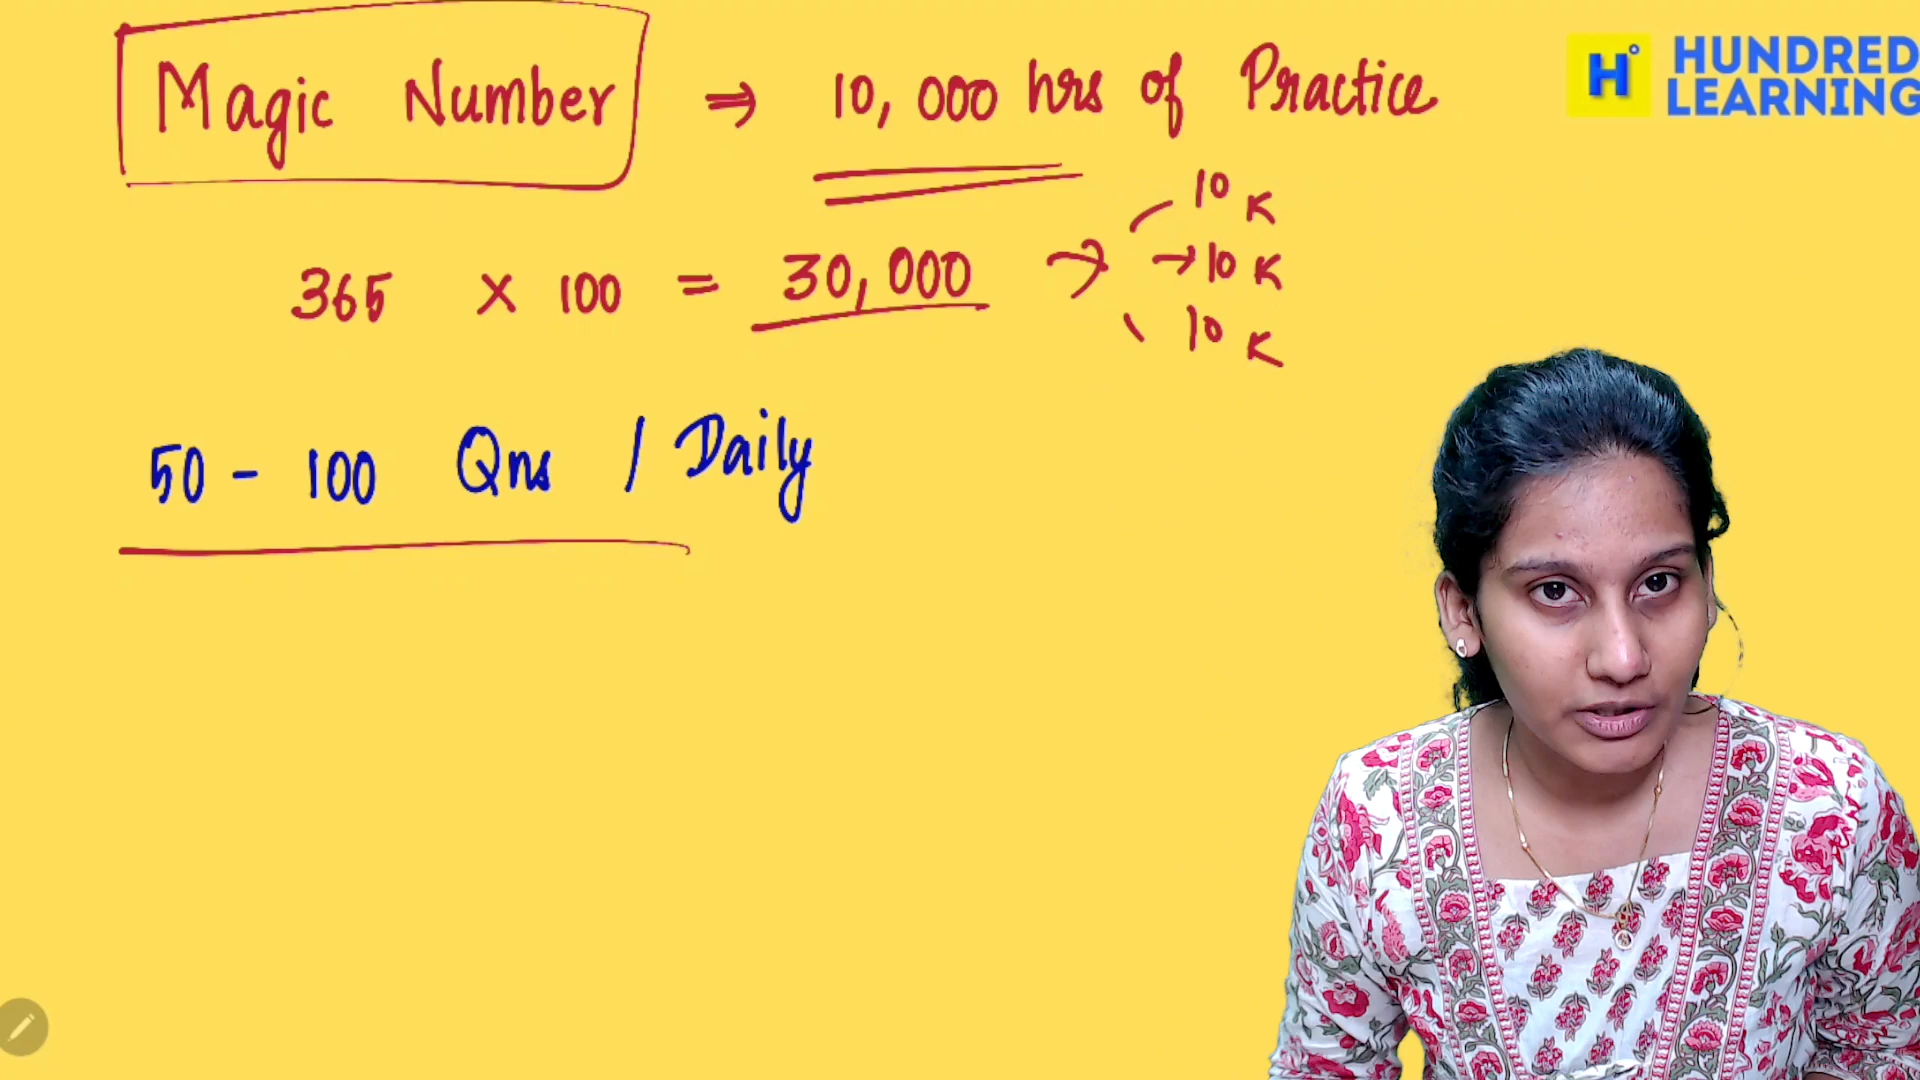 Magic Number ⇒ 10,000 hrs of Practice
H° HUNDRED
LEARNING
10 K
365 × 100 = 30,000 → → 10 K
10 K
50 - 100 Qns / Daily